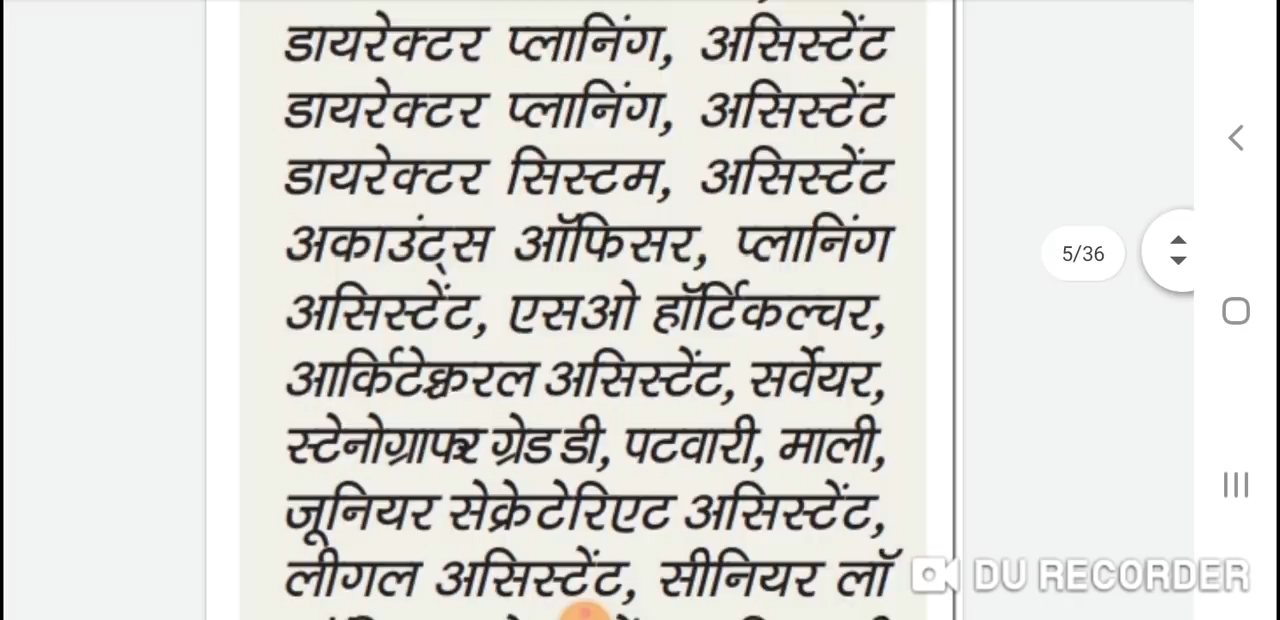 डायरेक्टर प्लानिंग, असिस्टेंट
डायरेक्टर प्लानिंग, असिस्टेंट
डायरेक्टर सिस्टम, असिस्टेंट
अकाउंट्स ऑफिसर, प्लानिंग
असिस्टेंट, एसओ हॉर्टिकल्चर,
आर्किटेक्चरल असिस्टेंट, सर्वेयर,
स्टेनोग्राफर ग्रेड डी, पटवारी, माली,
जूनियर सेक्रेटेरिएट असिस्टेंट,
लीगल असिस्टेंट, सीनियर लॉ
5/36
DU RECORDER